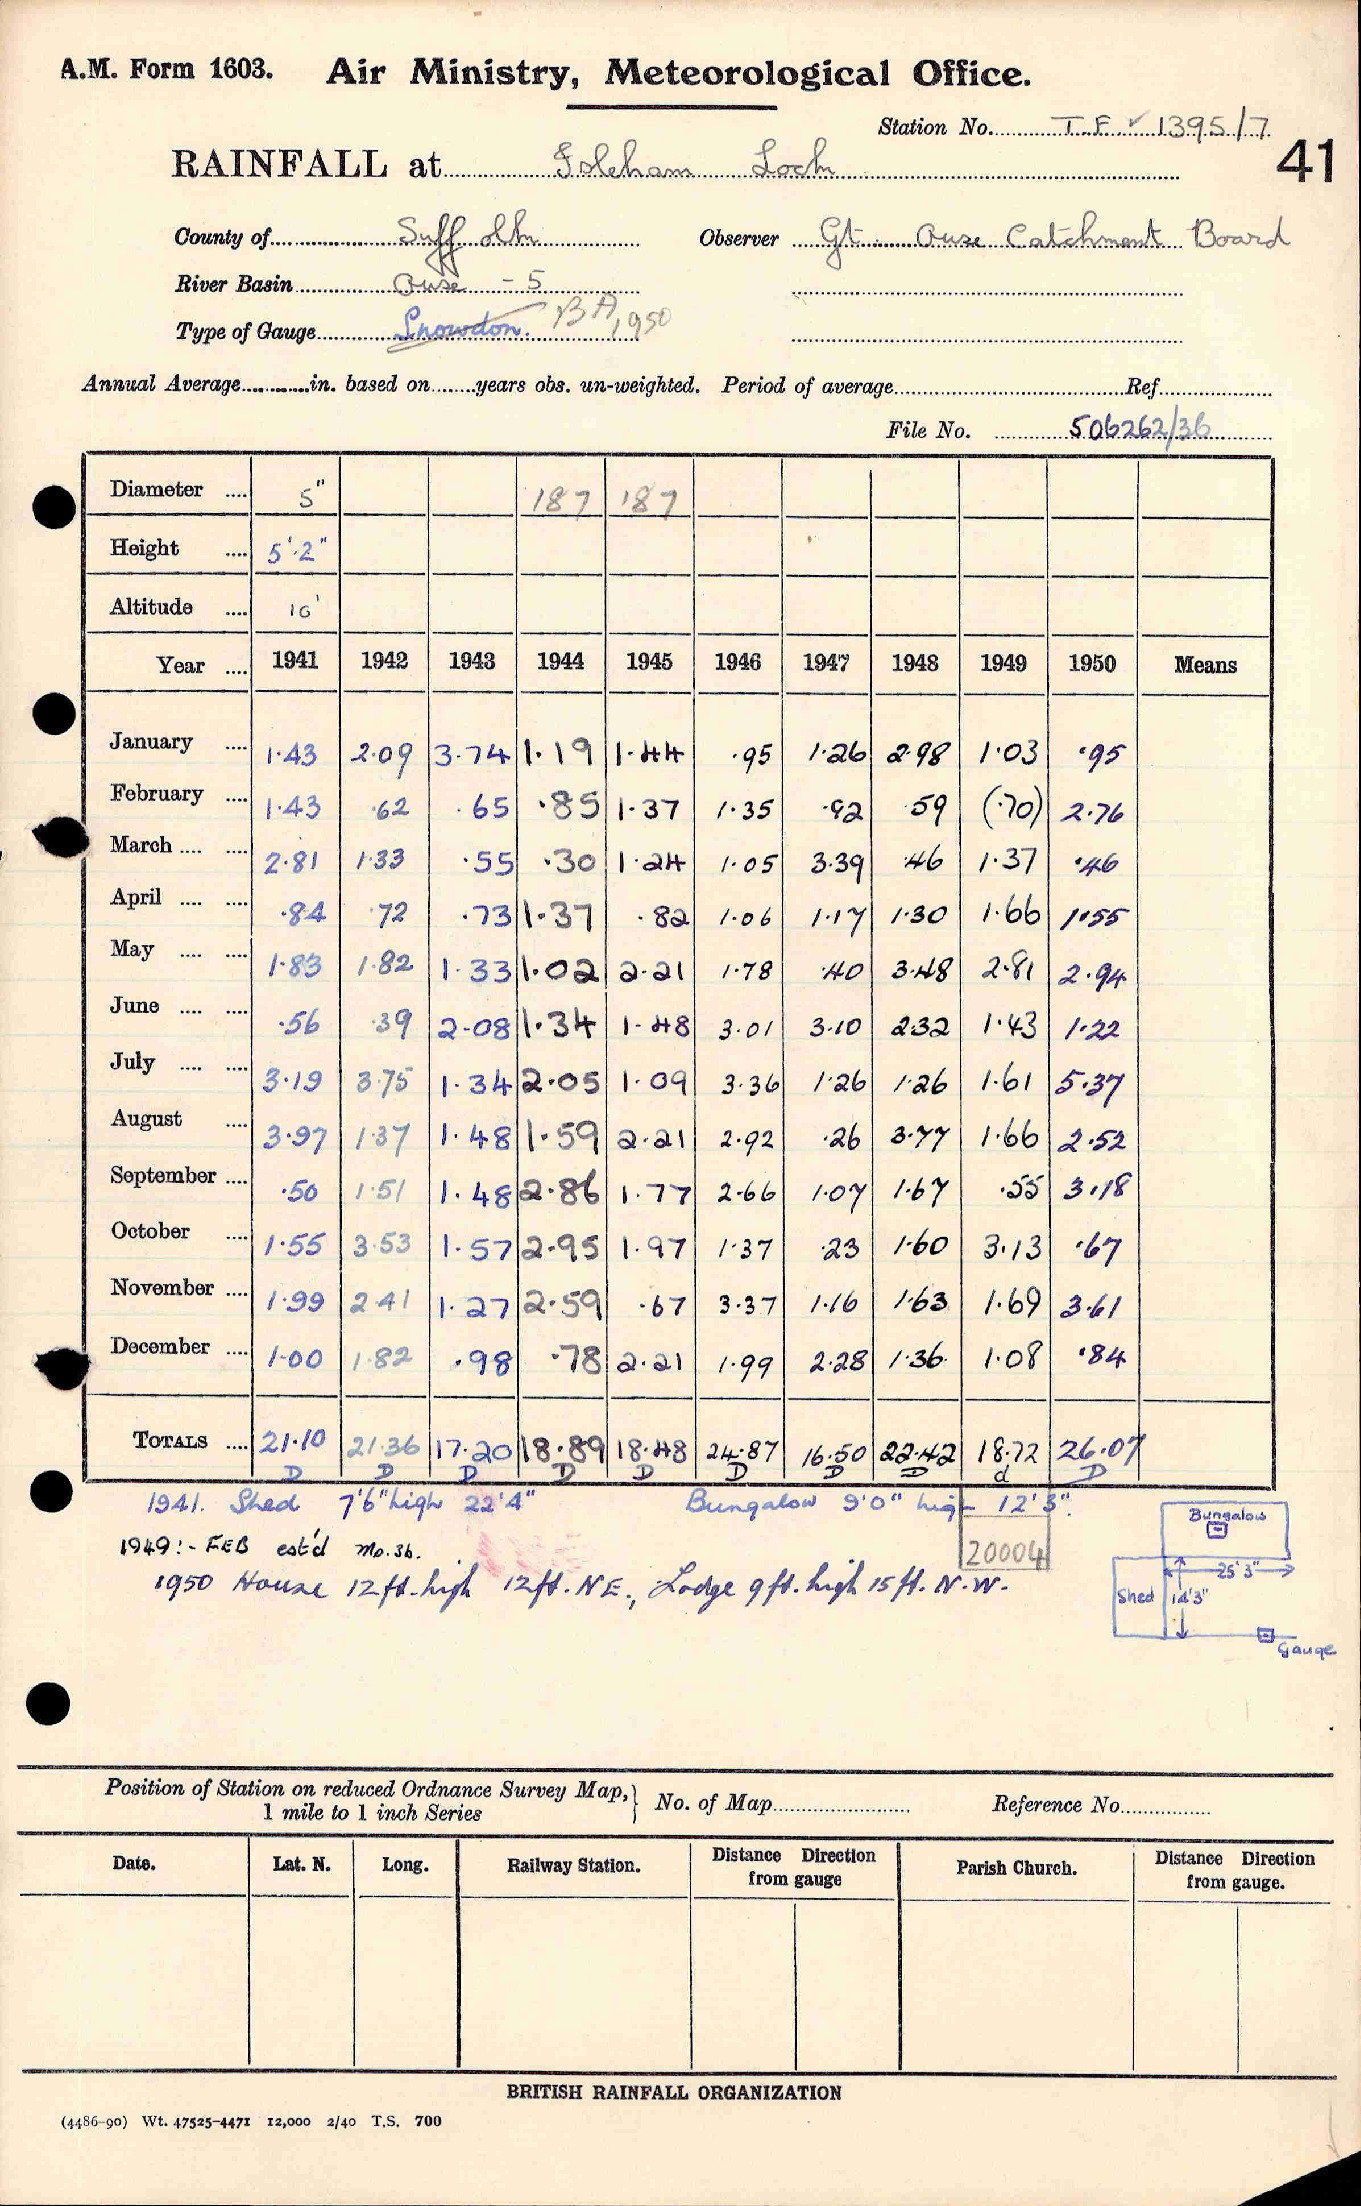 A.M. Form 1603. Air Ministry, Meteorological Office.
Station No. T.F. ✓ 1395/7
41
RAINFALL at Isleham Lock
County of Suffolk Observer Gt. Ouse Catchment Board
River Basin Ouse - 5
Type of Gauge Snowdon. BA, 1950
Annual Average in. based on years obs. un-weighted. Period of average Ref.
File No. 506262/36
Diameter .... 5" 187 187
Height .... 5'.2"
Altitude .... 10'
Year .... 1941 1942 1943 1944 1945 1946 1947 1948 1949 1950 Means
January .... 1.43 2.09 3.74 1.19 1.44 .95 1.26 2.98 1.03 .95
February .... 1.43 .62 .65 .85 1.37 1.35 .92 .59 (.70) 2.76
March .... .... 2.81 1.33 .55 .30 1.24 1.05 3.39 .46 1.37 .46
April .... .... .84 .72 .73 1.37 .82 1.06 1.17 1.30 1.66 1.55
May .... .... 1.83 1.82 1.33 1.02 2.21 1.78 .40 3.48 2.81 2.94
June .... .... .56 .39 2.08 1.34 1.48 3.01 3.10 2.32 1.43 1.22
July .... .... 3.19 3.75 1.34 2.05 1.09 3.36 1.26 1.26 1.61 5.37
August .... 3.97 1.37 1.48 1.59 2.21 2.92 .26 3.77 1.66 2.52
September .... .50 1.51 1.48 2.86 1.77 2.66 1.07 1.67 .55 3.18
October .... 1.55 3.53 1.57 2.95 1.97 1.37 .23 1.60 3.13 .67
November .... 1.99 2.41 1.27 2.59 .67 3.37 1.16 1.63 1.69 3.61
December .... 1.00 1.82 .98 .78 2.21 1.99 2.28 1.36 1.08 .84
TOTALS .... 21.10 21.36 17.20 18.89 18.48 24.87 16.50 22.42 18.72 26.07
D D D D D D D D d D
1941. Shed 7'6" high 22'4" Bungalow 9'0" high 12'3".
1949:- FEB est'd Mo.3b.
20004
1950 House 12ft. high 12ft. NE., Lodge 9ft. high 15ft. N.W.
Bungalow
25'3"
Shed 14'3"
Gauge
Position of Station on reduced Ordnance Survey Map, 1 mile to 1 inch Series No. of Map Reference No.
Date. Lat. N. Long. Railway Station. Distance Direction from gauge Parish Church. Distance Direction from gauge.
BRITISH RAINFALL ORGANIZATION
(4486-90) Wt. 47525-4471 12,000 2/40 T.S. 700